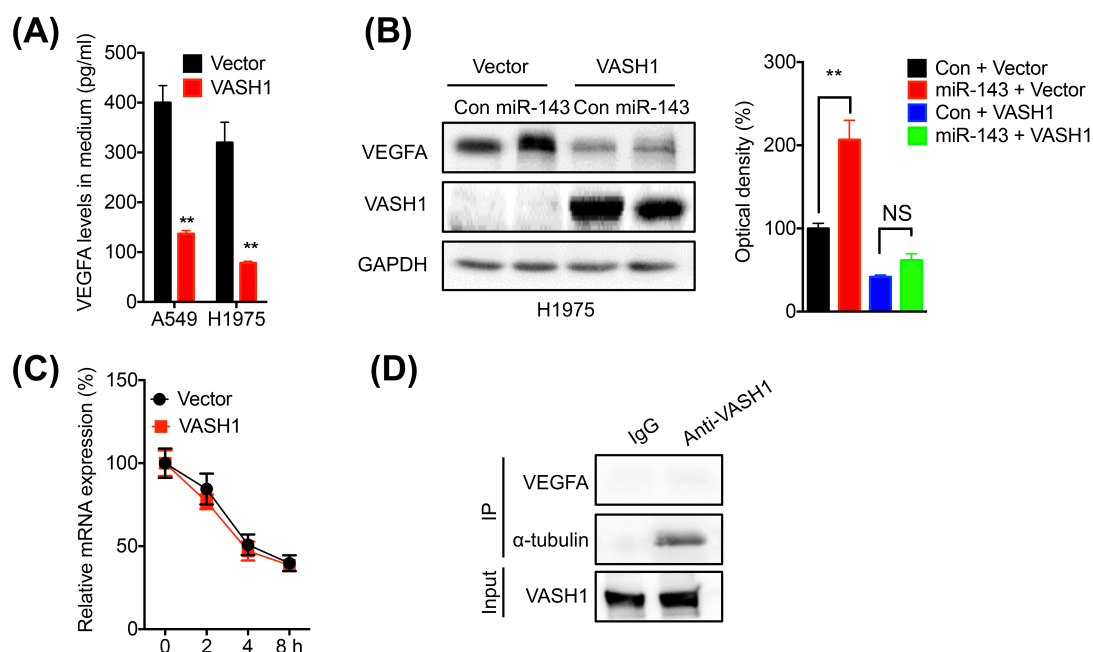 (A)
VEGFA levels in medium (pg/ml)
500
400
300
200
100
0
Vector
VASH1
**
**
A549 H1975
(B)
Vector VASH1
Con miR-143 Con miR-143
VEGFA
VASH1
GAPDH
H1975
Optical density (%)
300
200
100
0
**
NS
Con + Vector
miR-143 + Vector
Con + VASH1
miR-143 + VASH1
(C)
Relative mRNA expression (%)
150
100
50
0
Vector
VASH1
0 2 4 8 h
(D)
IgG Anti-VASH1
IP
VEGFA
α-tubulin
Input
VASH1